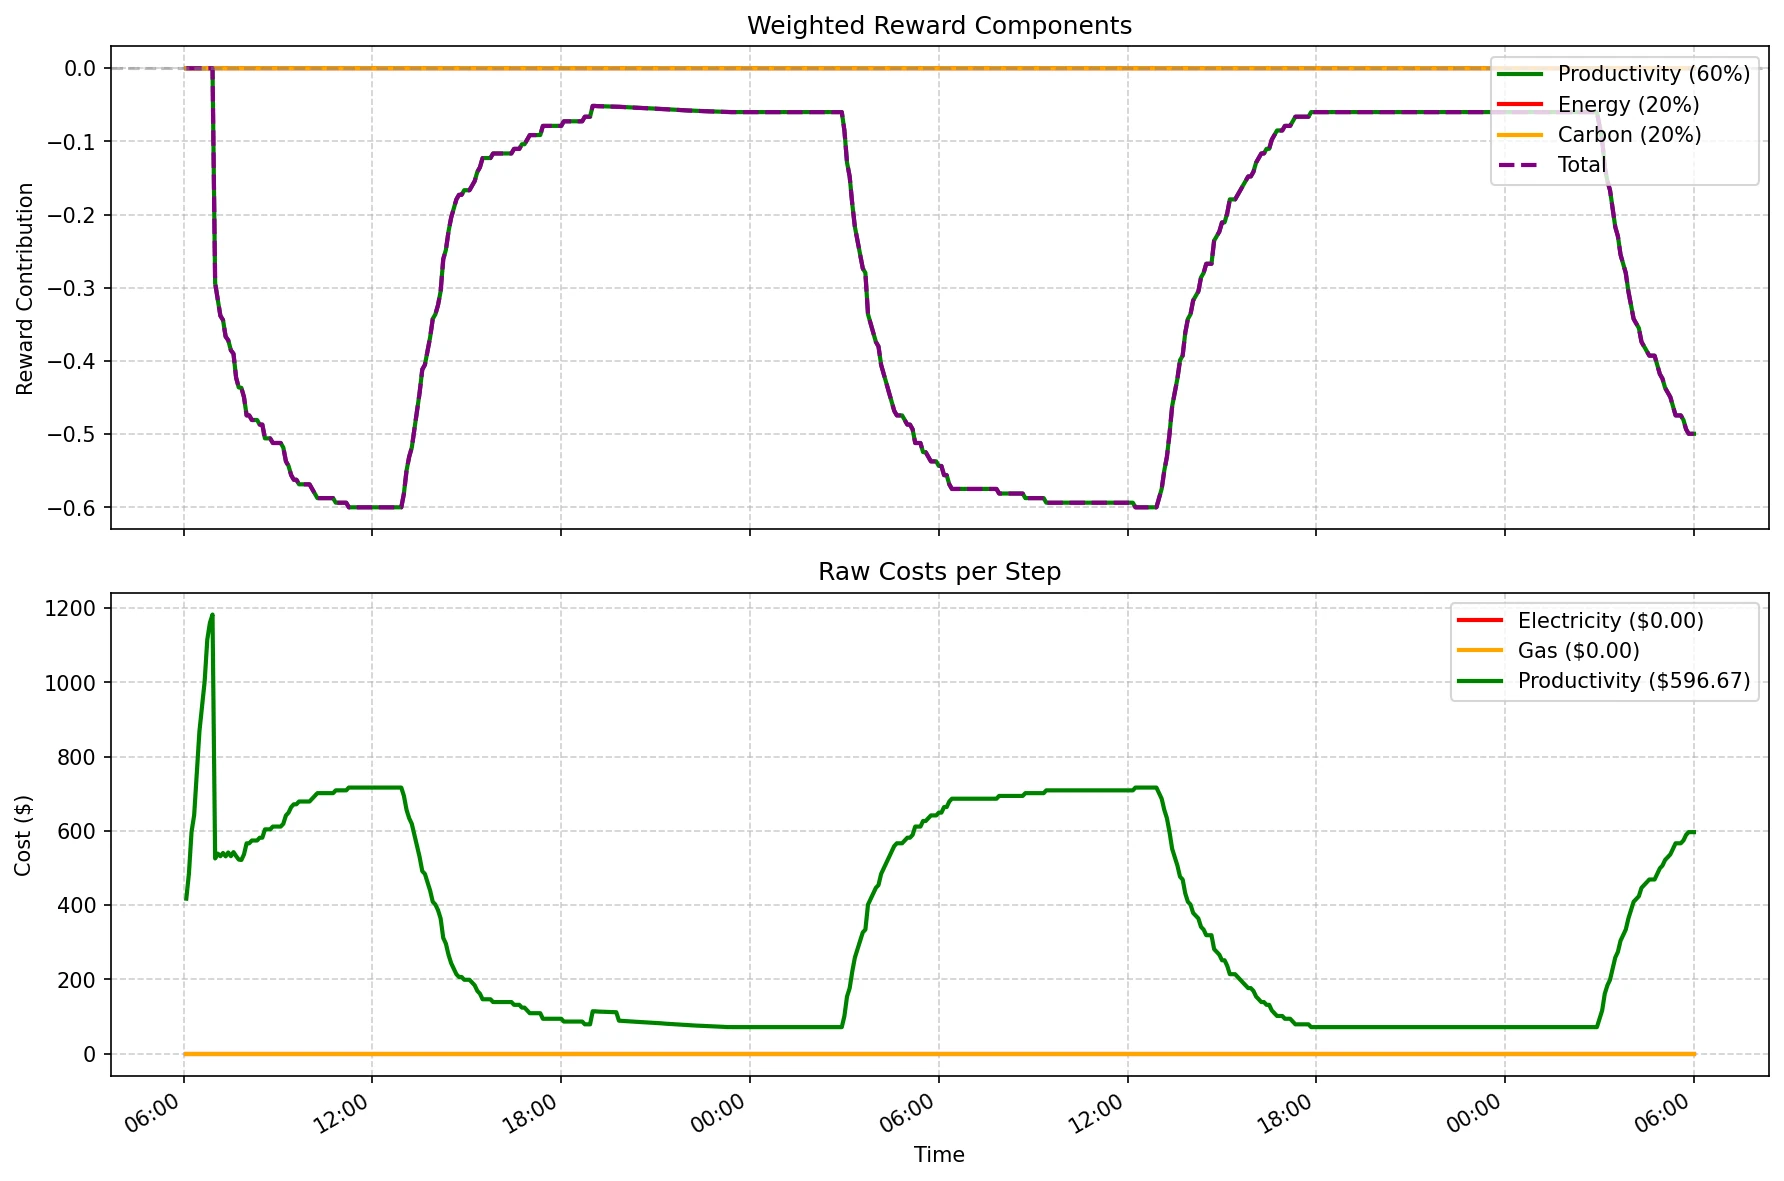 Weighted Reward Components
0.0
−0.1
−0.2
−0.3
−0.4
−0.5
−0.6
Reward Contribution
Productivity (60%)
Energy (20%)
Carbon (20%)
Total
Raw Costs per Step
1200
1000
800
600
400
200
0
Cost ($)
Electricity ($0.00)
Gas ($0.00)
Productivity ($596.67)
06:00
12:00
18:00
00:00
06:00
12:00
18:00
00:00
06:00
Time